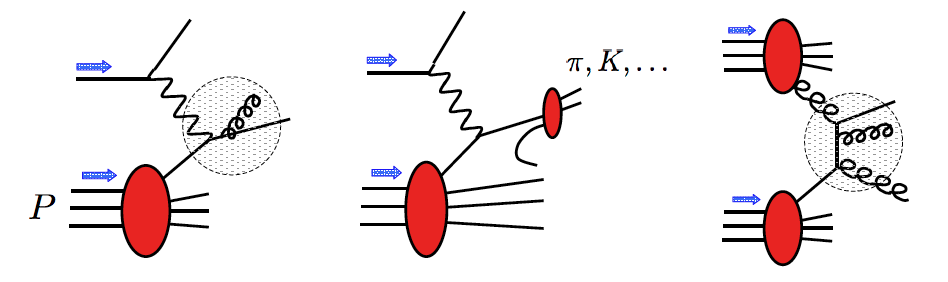 π, K, . . .
P